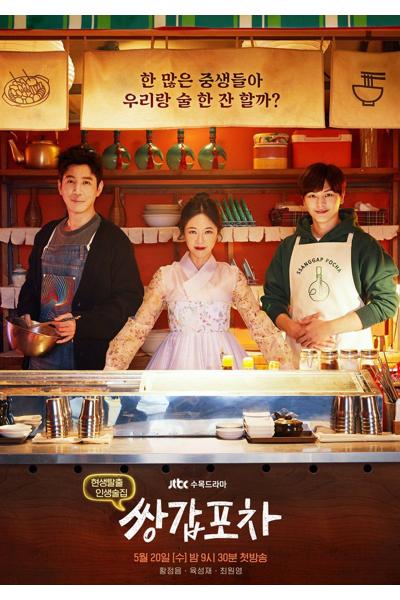 한 많은 중생들아
우리랑 술 한 잔 할까?
SSANGGAP POCHA
현생탈출
인생술집
jtbc 수목드라마
쌍갑포차
5월 20일 [수] 밤 9시 30분 첫방송
황정음 · 육성재 · 최원영